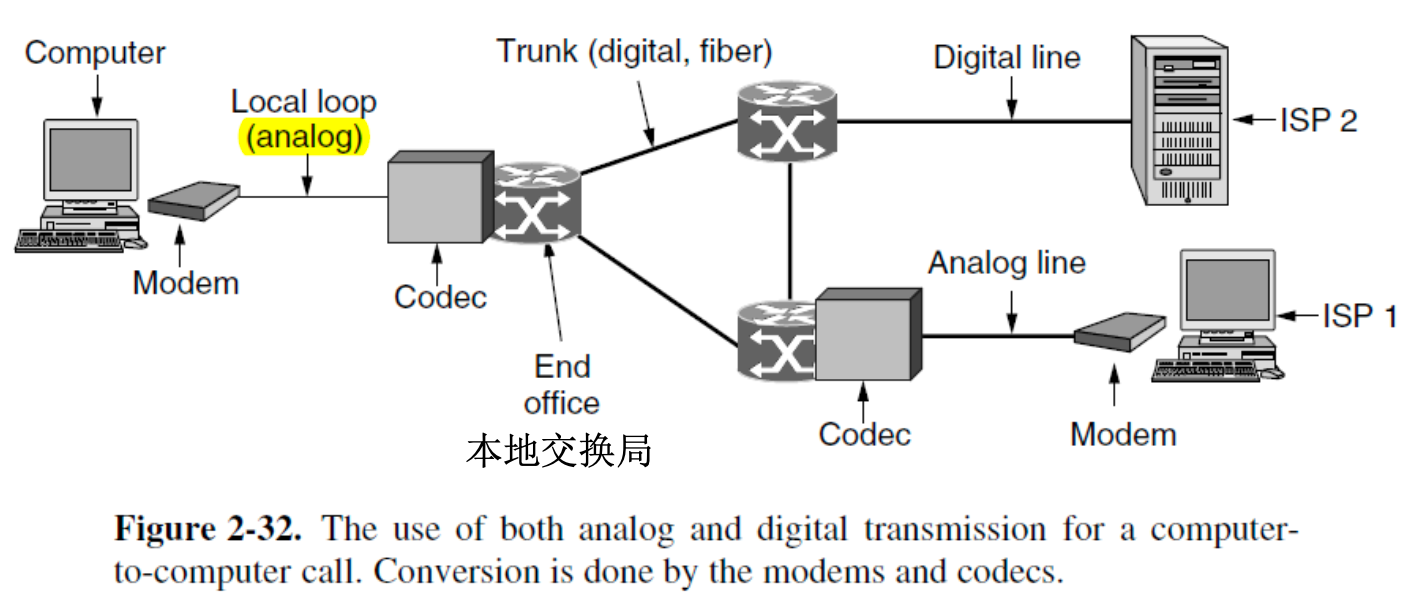 Computer
Local loop
(analog)
Trunk (digital, fiber)
Digital line
ISP 2
Modem
Codec
End
office
本地交换局
Analog line
ISP 1
Codec
Modem
Figure 2-32. The use of both analog and digital transmission for a computer-
to-computer call. Conversion is done by the modems and codecs.